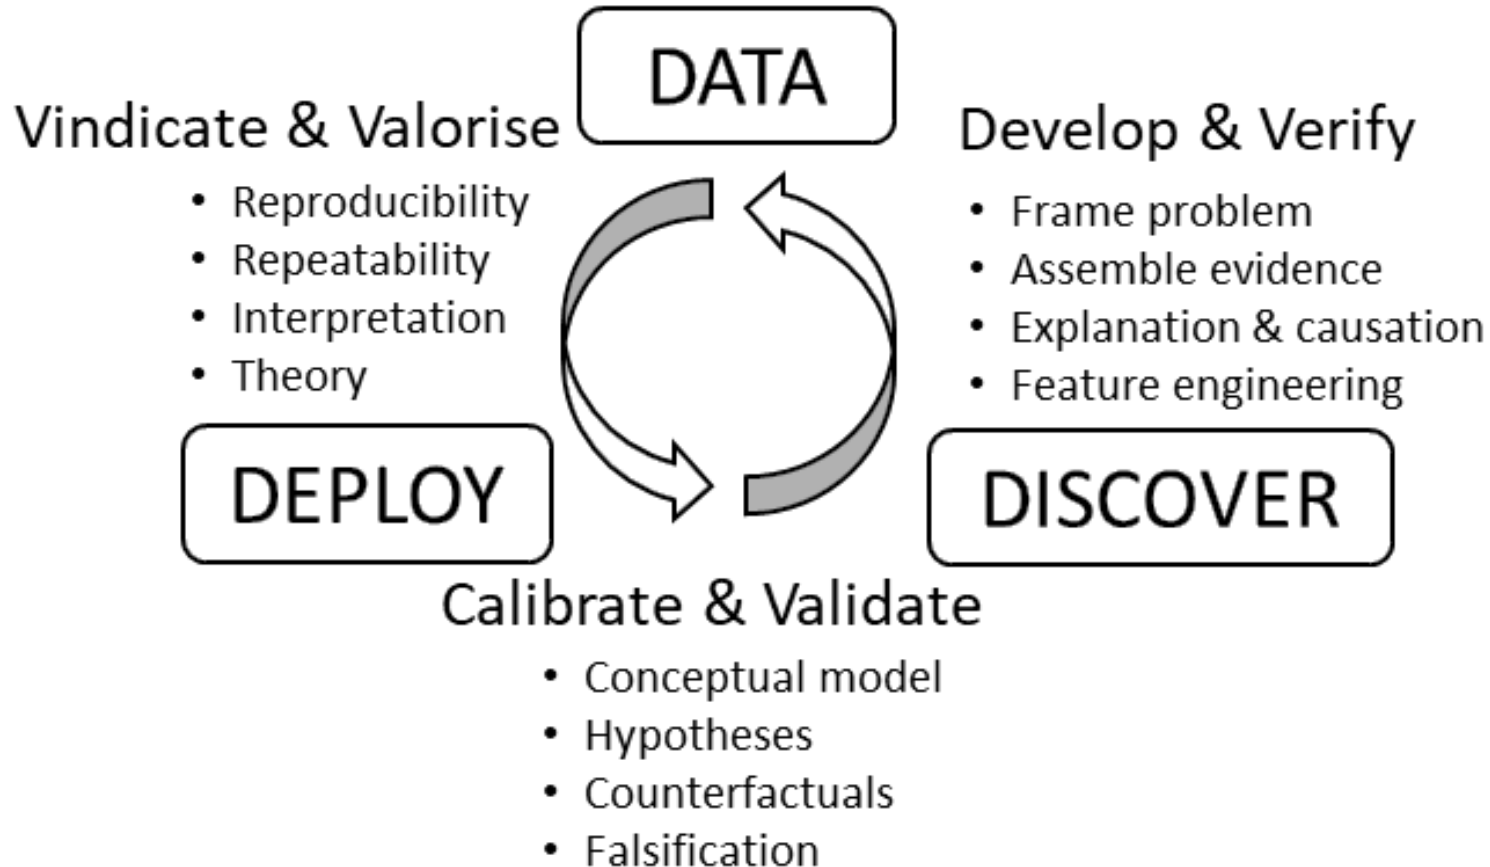 DATA
Vindicate & Valorise
• Reproducibility
• Repeatability
• Interpretation
• Theory
Develop & Verify
• Frame problem
• Assemble evidence
• Explanation & causation
• Feature engineering
DEPLOY
DISCOVER
Calibrate & Validate
• Conceptual model
• Hypotheses
• Counterfactuals
• Falsification